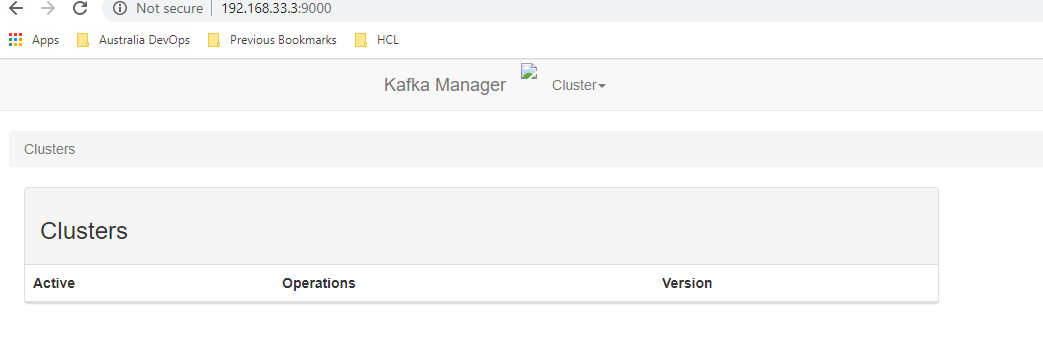 Not secure | 192.168.33.3:9000
Apps Australia DevOps Previous Bookmarks HCL
Kafka Manager Cluster
Clusters
Clusters
Active Operations Version